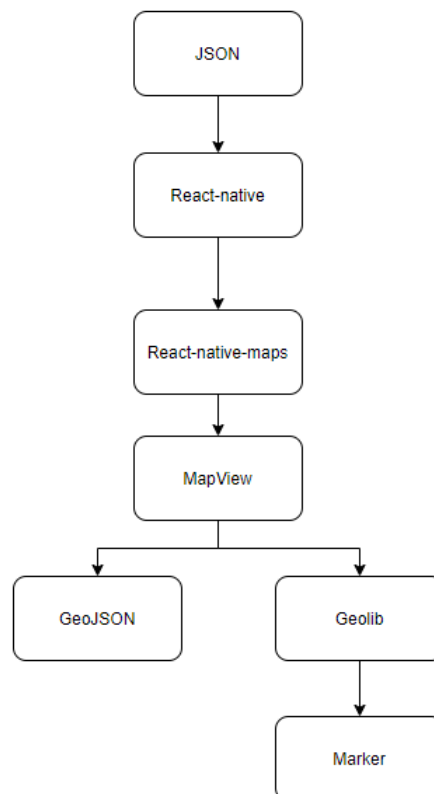 JSON
React-native
React-native-maps
MapView
GeoJSON
Geolib
Marker